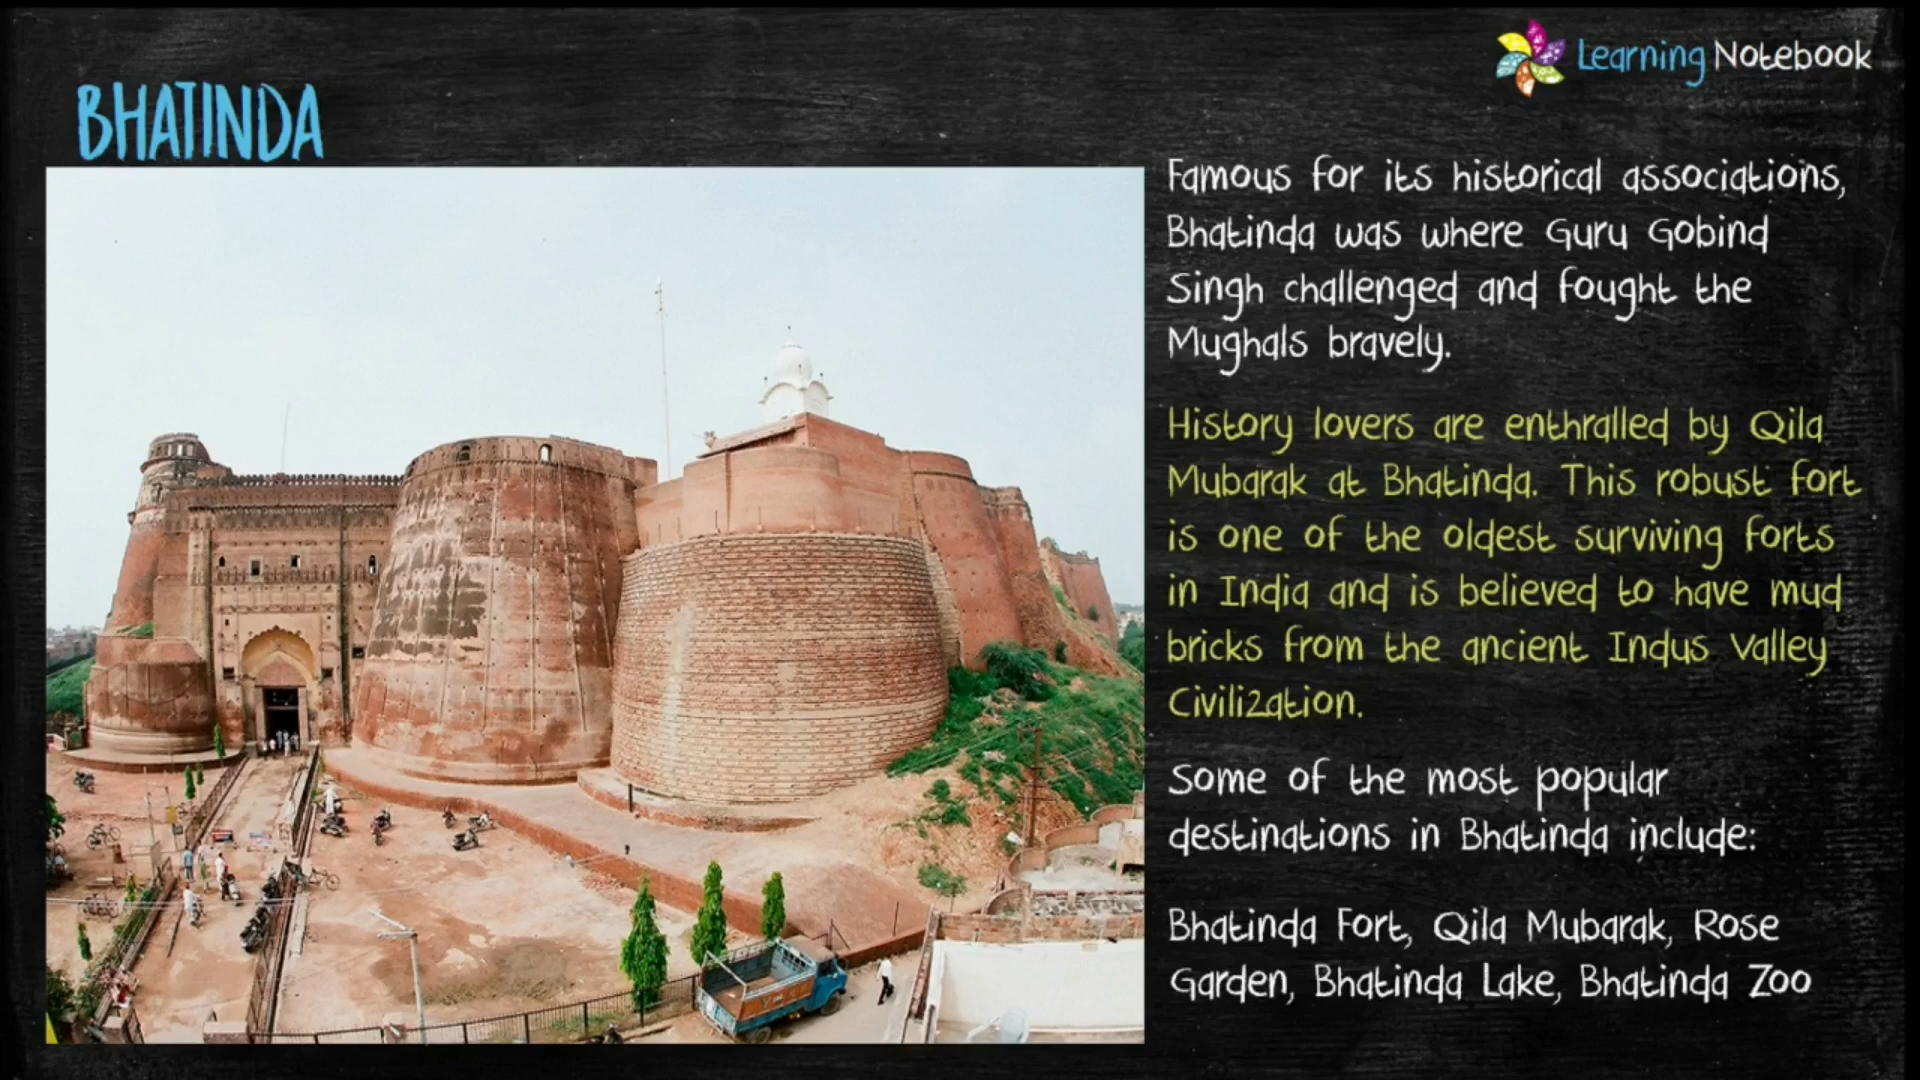 Learning Notebook
BHATINDA
Famous for its historical associations,
Bhatinda was where Guru Gobind
Singh challenged and fought the
Mughals bravely.
History lovers are enthralled by Qila
Mubarak at Bhatinda. This robust fort
is one of the oldest surviving forts
in India and is believed to have mud
bricks from the ancient Indus Valley
Civilization.
Some of the most popular
destinations in Bhatinda include:
Bhatinda Fort, Qila Mubarak, Rose
Garden, Bhatinda Lake, Bhatinda Zoo